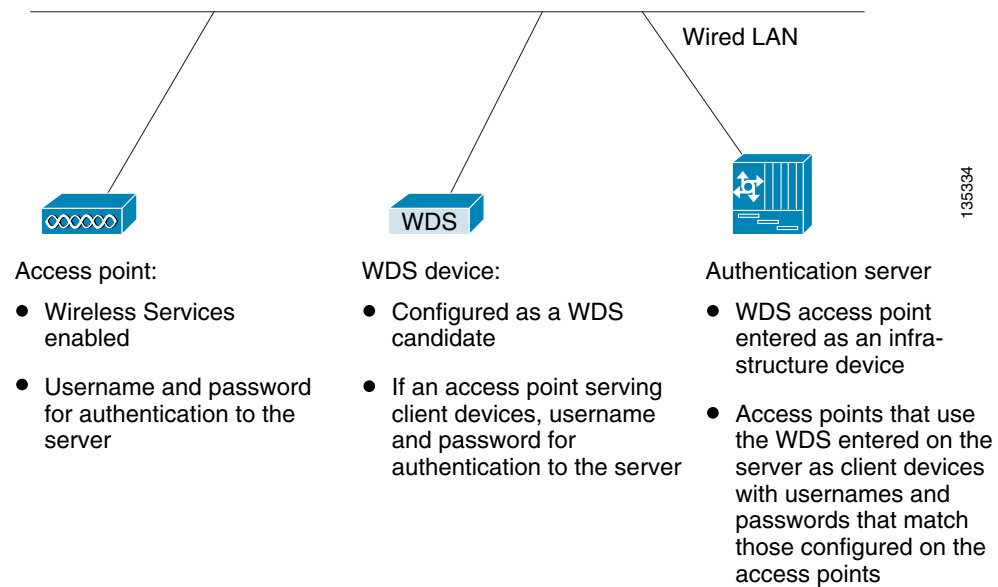 Wired LAN
135334
WDS
Access point:
• Wireless Services
enabled
• Username and password
for authentication to the
server
WDS device:
• Configured as a WDS
candidate
• If an access point serving
client devices, username
and password for
authentication to the server
Authentication server
• WDS access point
entered as an infra-
structure device
• Access points that use
the WDS entered on the
server as client devices
with usernames and
passwords that match
those configured on the
access points